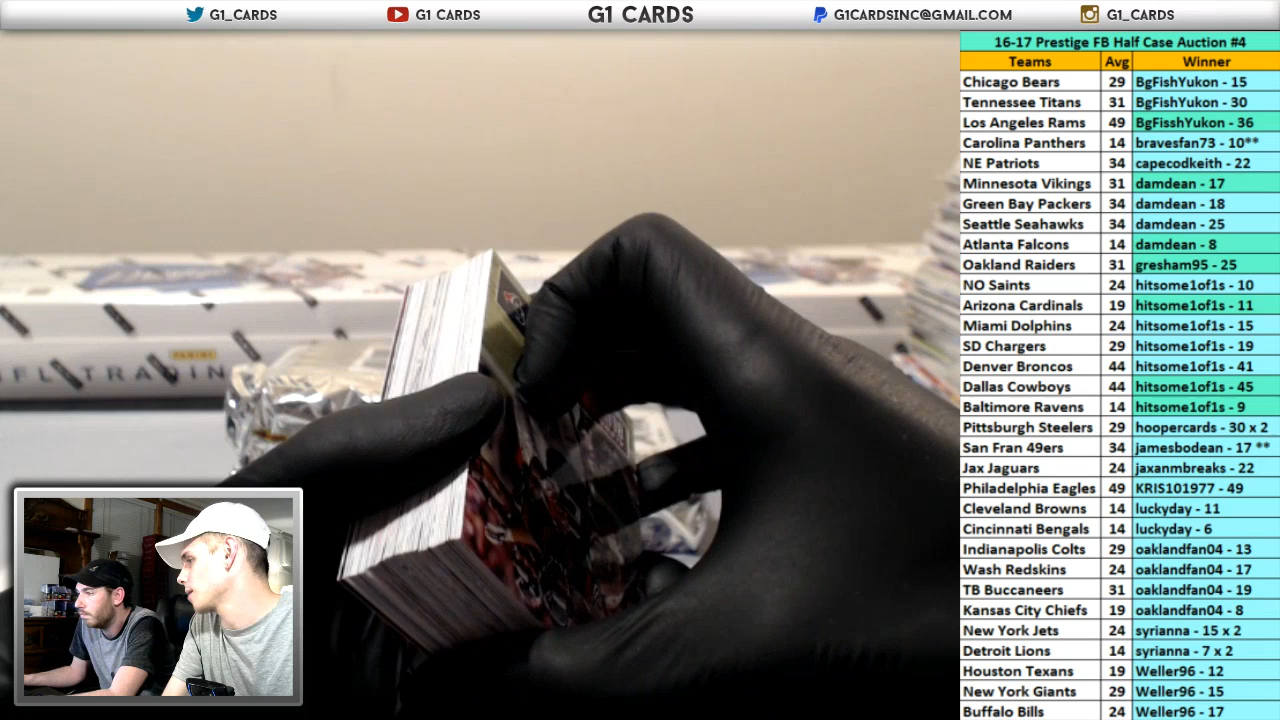 G1_CARDS
G1 CARDS
G1 CARDS
G1CARDSINC@GMAIL.COM
G1_CARDS
16-17 Prestige FB Half Case Auction #4
Teams Avg Winner
Chicago Bears 29 BgFishYukon - 15
Tennessee Titans 31 BgFishYukon - 30
Los Angeles Rams 49 BgFisshYukon - 36
Carolina Panthers 14 bravesfan73 - 10**
NE Patriots 34 capecodkeith - 22
Minnesota Vikings 31 damdean - 17
Green Bay Packers 34 damdean - 18
Seattle Seahawks 34 damdean - 25
Atlanta Falcons 14 damdean - 8
Oakland Raiders 31 gresham95 - 25
NO Saints 24 hitsome1of1s - 10
Arizona Cardinals 19 hitsome1of1s - 11
Miami Dolphins 24 hitsome1of1s - 15
SD Chargers 29 hitsome1of1s - 19
Denver Broncos 44 hitsome1of1s - 41
Dallas Cowboys 44 hitsome1of1s - 45
Baltimore Ravens 14 hitsome1of1s - 9
Pittsburgh Steelers 29 hoopercards - 30 x 2
San Fran 49ers 34 jamesbodean - 17 **
Jax Jaguars 24 jaxanmbreaks - 22
Philadelphia Eagles 49 KRIS101977 - 49
Cleveland Browns 14 luckyday - 11
Cincinnati Bengals 14 luckyday - 6
Indianapolis Colts 29 oaklandfan04 - 13
Wash Redskins 24 oaklandfan04 - 17
TB Buccaneers 31 oaklandfan04 - 19
Kansas City Chiefs 19 oaklandfan04 - 8
New York Jets 24 syrianna - 15 x 2
Detroit Lions 14 syrianna - 7 x 2
Houston Texans 19 Weller96 - 12
New York Giants 29 Weller96 - 15
Buffalo Bills 24 Weller96 - 17
PANINI
NFL TRADIN